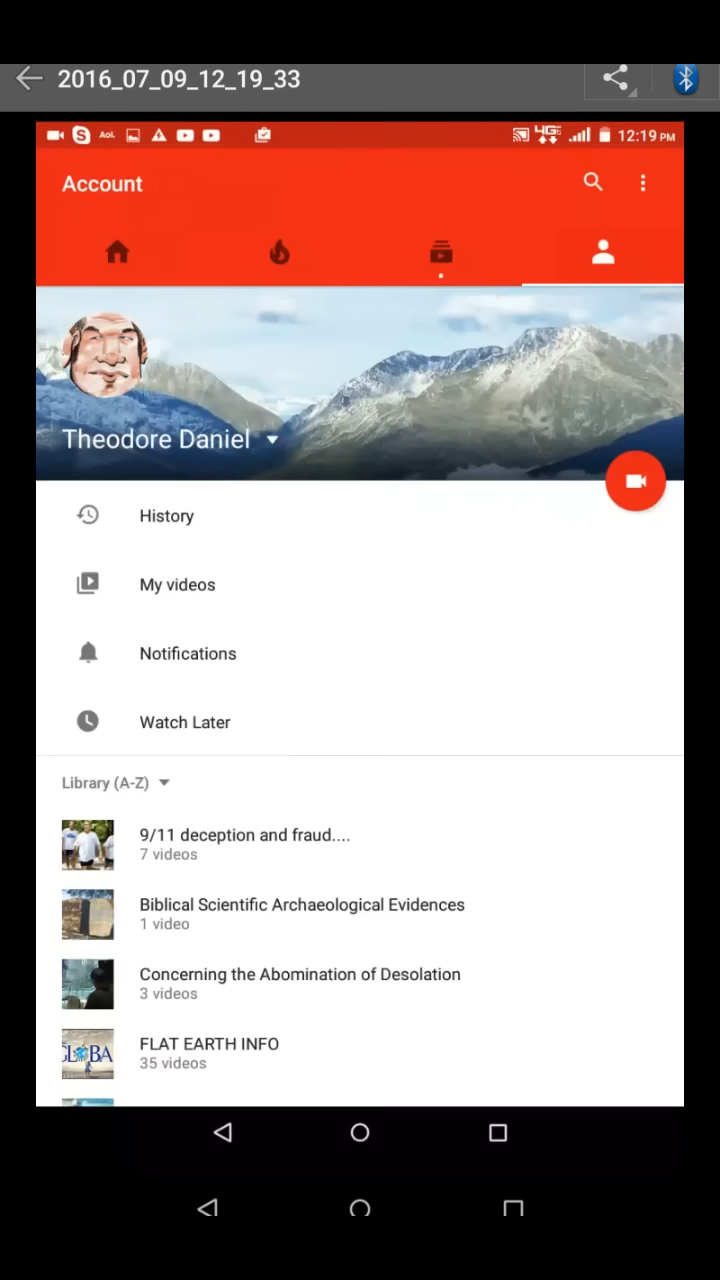 2016_07_09_12_19_33
AOL
4G
12:19 PM
Account
Theodore Daniel
History
My videos
Notifications
Watch Later
Library (A-Z)
9/11 deception and fraud....
7 videos
Biblical Scientific Archaeological Evidences
1 video
Concerning the Abomination of Desolation
3 videos
FLAT EARTH INFO
35 videos